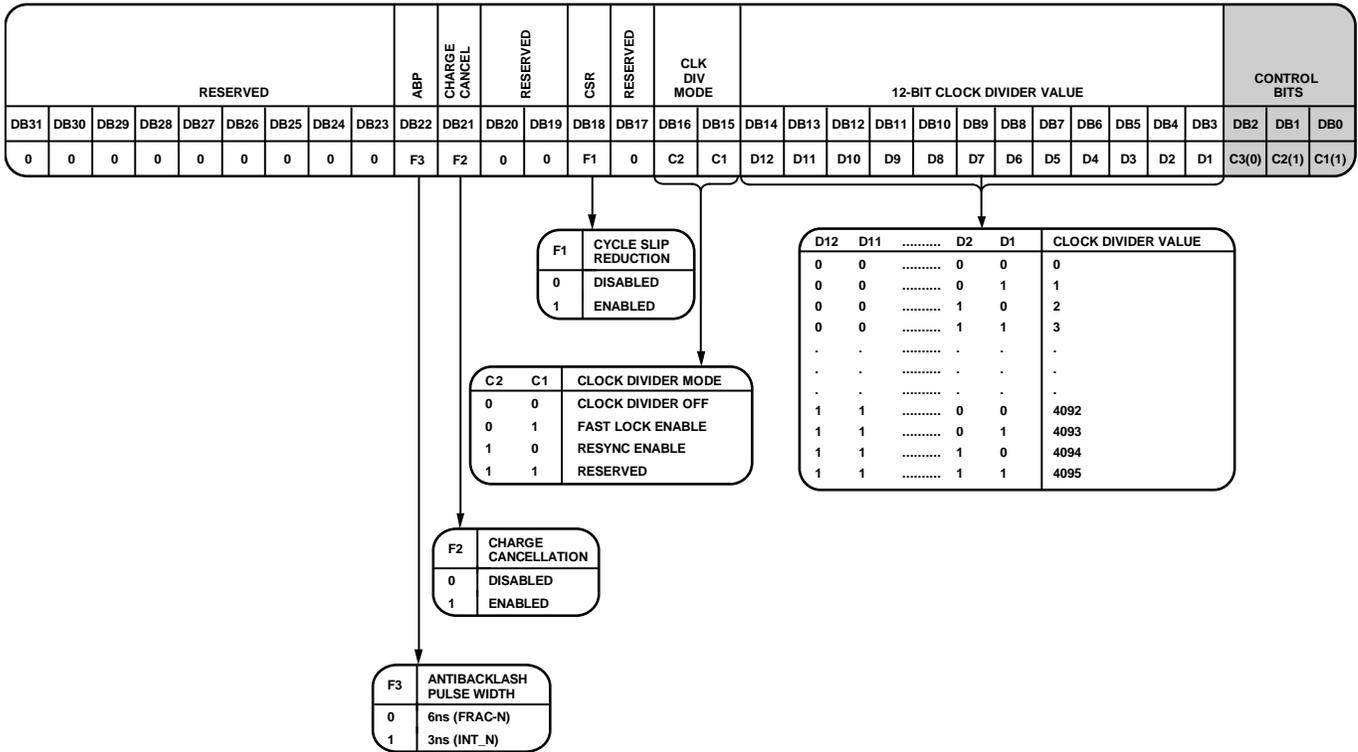 RESERVED
ABP
CHARGE CANCEL
RESERVED
CSR
RESERVED
CLK
DIV
MODE
12-BIT CLOCK DIVIDER VALUE
CONTROL
BITS
DB31 DB30 DB29 DB28 DB27 DB26 DB25 DB24 DB23 DB22 DB21 DB20 DB19 DB18 DB17 DB16 DB15 DB14 DB13 DB12 DB11 DB10 DB9 DB8 DB7 DB6 DB5 DB4 DB3 DB2 DB1 DB0
0 0 0 0 0 0 0 0 0 F3 F2 0 0 F1 0 C2 C1 D12 D11 D10 D9 D8 D7 D6 D5 D4 D3 D2 D1 C3(0) C2(1) C1(1)
F1 CYCLE SLIP
REDUCTION
0 DISABLED
1 ENABLED
D12 D11 .......... D2 D1 CLOCK DIVIDER VALUE
0 0 .......... 0 0 0
0 0 .......... 0 1 1
0 0 .......... 1 0 2
0 0 .......... 1 1 3
. . .......... . . .
. . .......... . . .
. . .......... . . .
1 1 .......... 0 0 4092
1 1 .......... 0 1 4093
1 1 .......... 1 0 4094
1 1 .......... 1 1 4095
C2 C1 CLOCK DIVIDER MODE
0 0 CLOCK DIVIDER OFF
0 1 FAST LOCK ENABLE
1 0 RESYNC ENABLE
1 1 RESERVED
F2 CHARGE
CANCELLATION
0 DISABLED
1 ENABLED
F3 ANTIBACKLASH
PULSE WIDTH
0 6ns (FRAC-N)
1 3ns (INT_N)